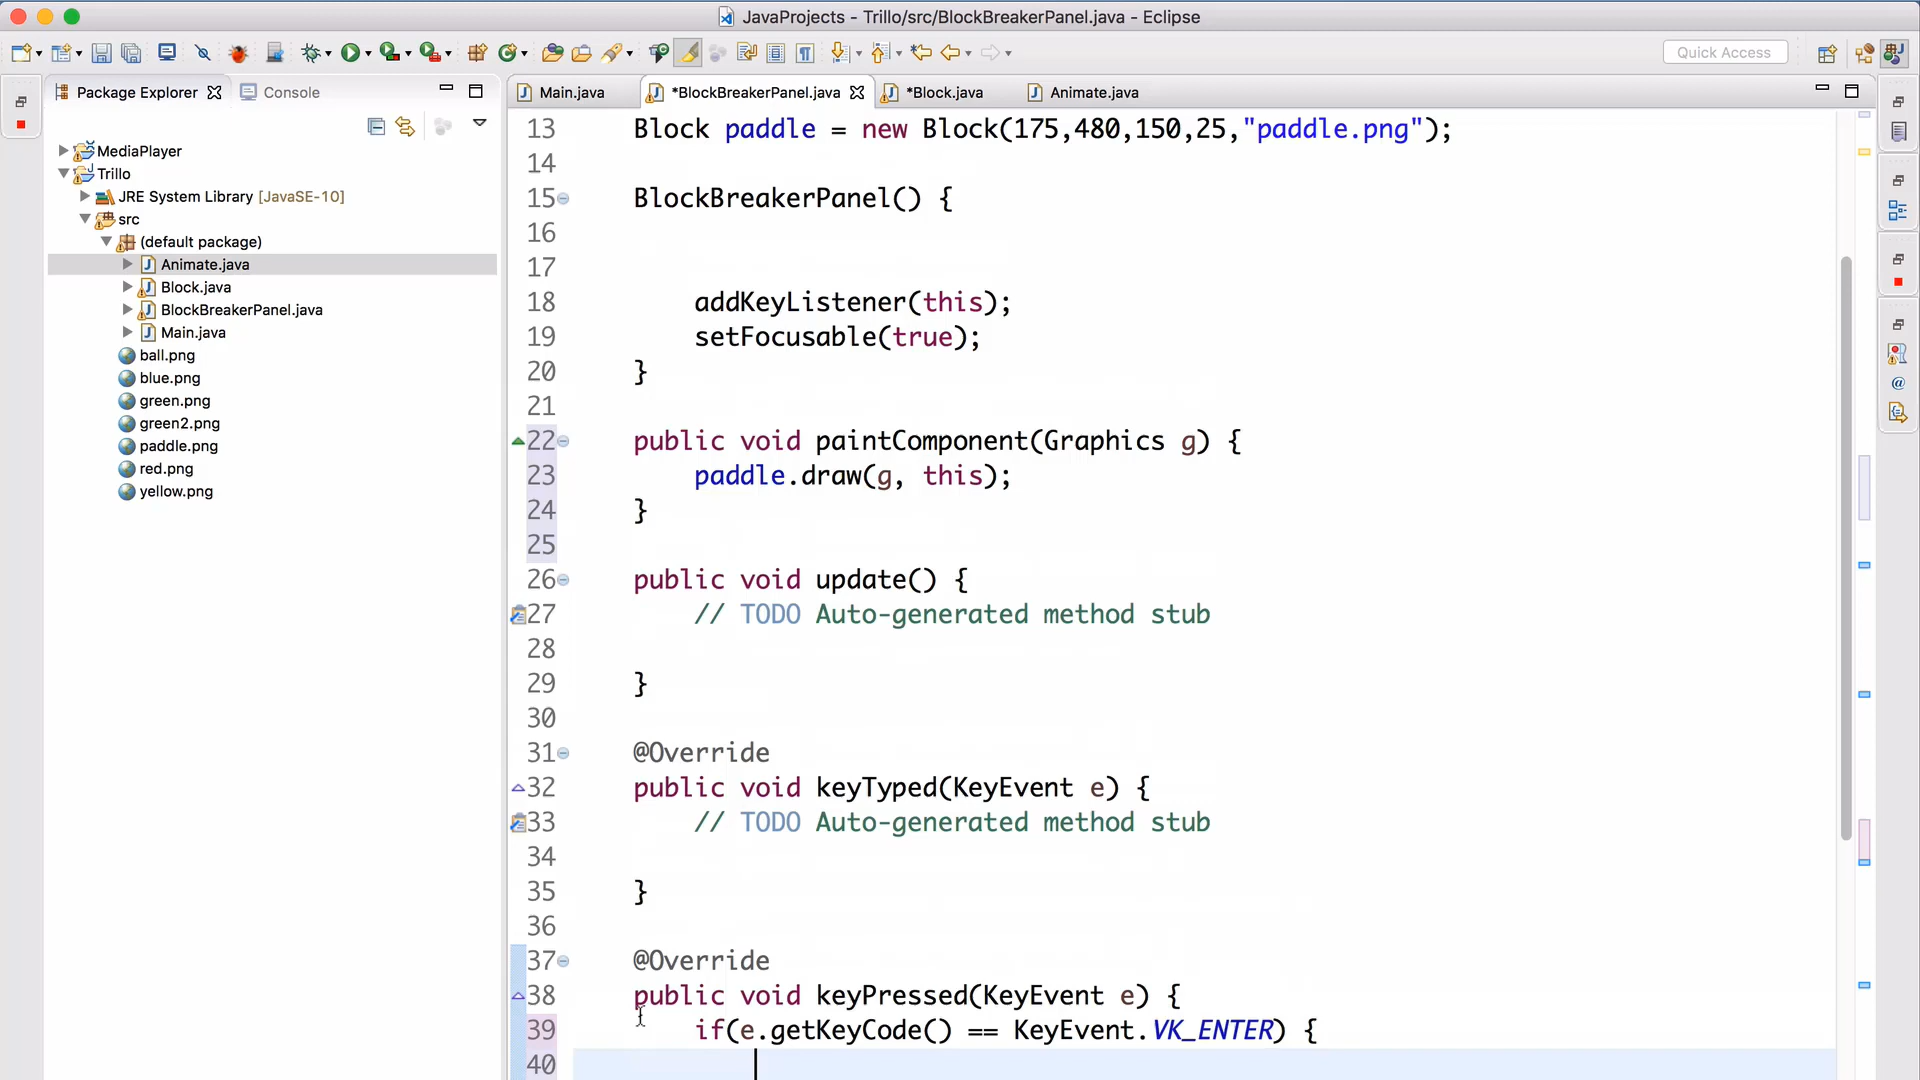 JavaProjects - Trillo/src/BlockBreakerPanel.java - Eclipse
Quick Access
Package Explorer
Console
Main.java
*BlockBreakerPanel.java
*Block.java
Animate.java
MediaPlayer
Trillo
JRE System Library [JavaSE-10]
src
(default package)
Animate.java
Block.java
BlockBreakerPanel.java
Main.java
ball.png
blue.png
green.png
green2.png
paddle.png
red.png
yellow.png
13 Block paddle = new Block(175,480,150,25,"paddle.png");
14
15 BlockBreakerPanel() {
16
17
18 addKeyListener(this);
19 setFocusable(true);
20 }
21
22 public void paintComponent(Graphics g) {
23 paddle.draw(g, this);
24 }
25
26 public void update() {
27 // TODO Auto-generated method stub
28
29 }
30
31 @Override
32 public void keyTyped(KeyEvent e) {
33 // TODO Auto-generated method stub
34
35 }
36
37 @Override
38 public void keyPressed(KeyEvent e) {
39 if(e.getKeyCode() == KeyEvent.VK_ENTER) {
40